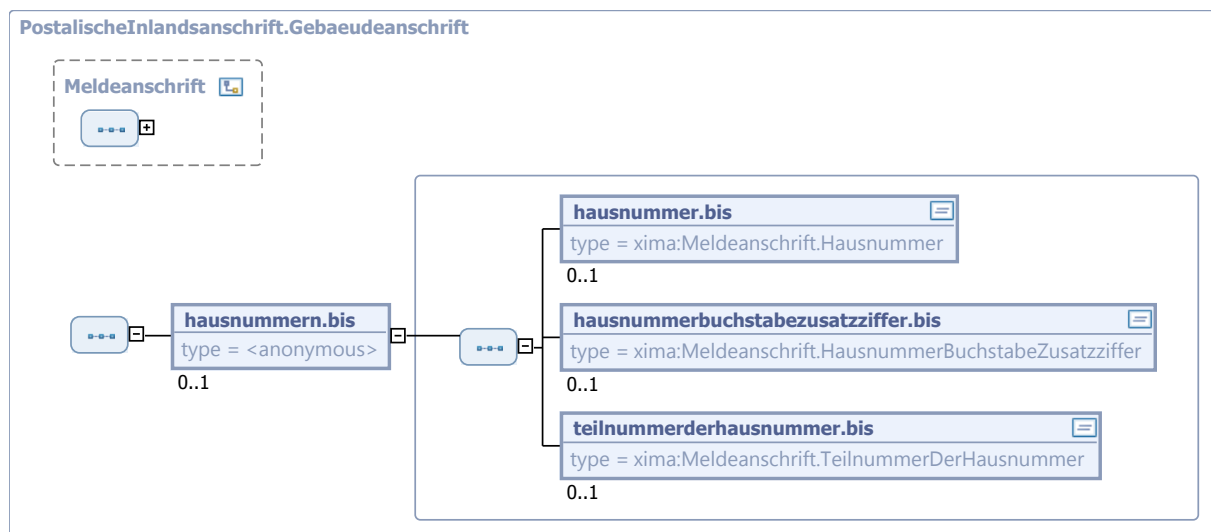 PostalischeInlandsanschrift.Gebaeudeanschrift
Meldeanschrift
hausnummer.bis
type = xima:Meldeanschrift.Hausnummer
0..1
hausnummern.bis
type = <anonymous>
0..1
hausnummerbuchstabezusatzziffer.bis
type = xima:Meldeanschrift.HausnummerBuchstabeZusatzziffer
0..1
teilnummerderhausnummer.bis
type = xima:Meldeanschrift.TeilnummerDerHausnummer
0..1